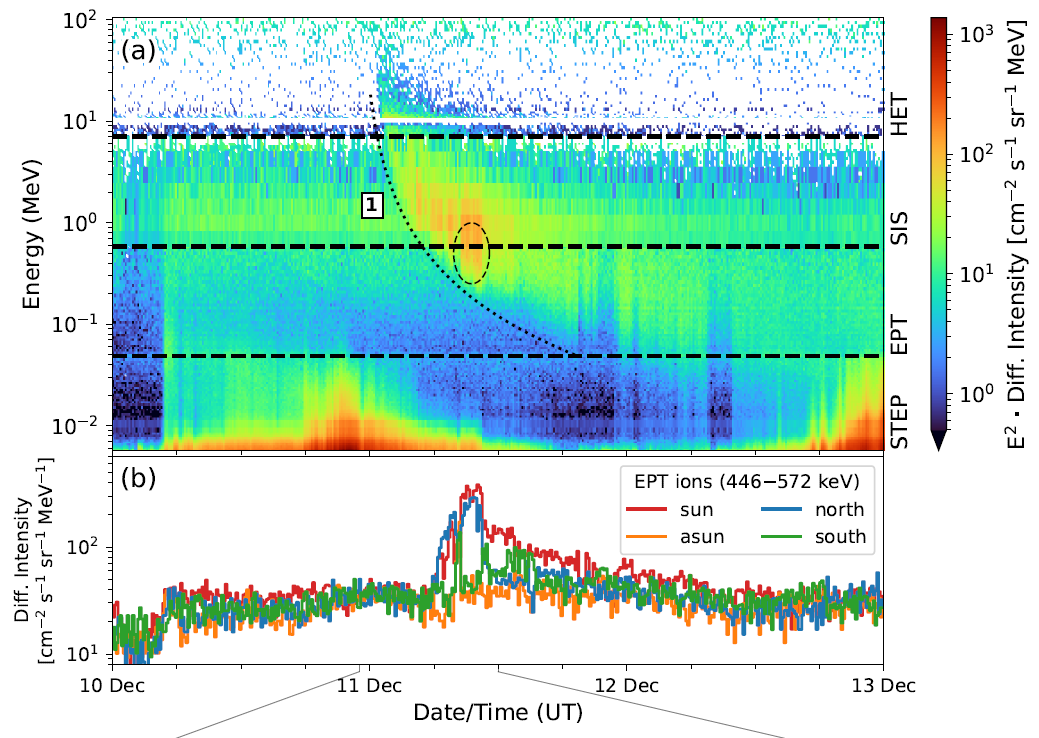 (a)
10²
10¹
10⁰
10⁻¹
10⁻²
Energy (MeV)
1
HET
SIS
EPT
STEP
10³
10²
10¹
10⁰
E² · Diff. Intensity [cm⁻² s⁻¹ sr⁻¹ MeV]
(b)
EPT ions (446−572 keV)
sun north
asun south
10²
10¹
Diff. Intensity
[cm⁻² s⁻¹ sr⁻¹ MeV⁻¹]
10 Dec 11 Dec 12 Dec 13 Dec
Date/Time (UT)